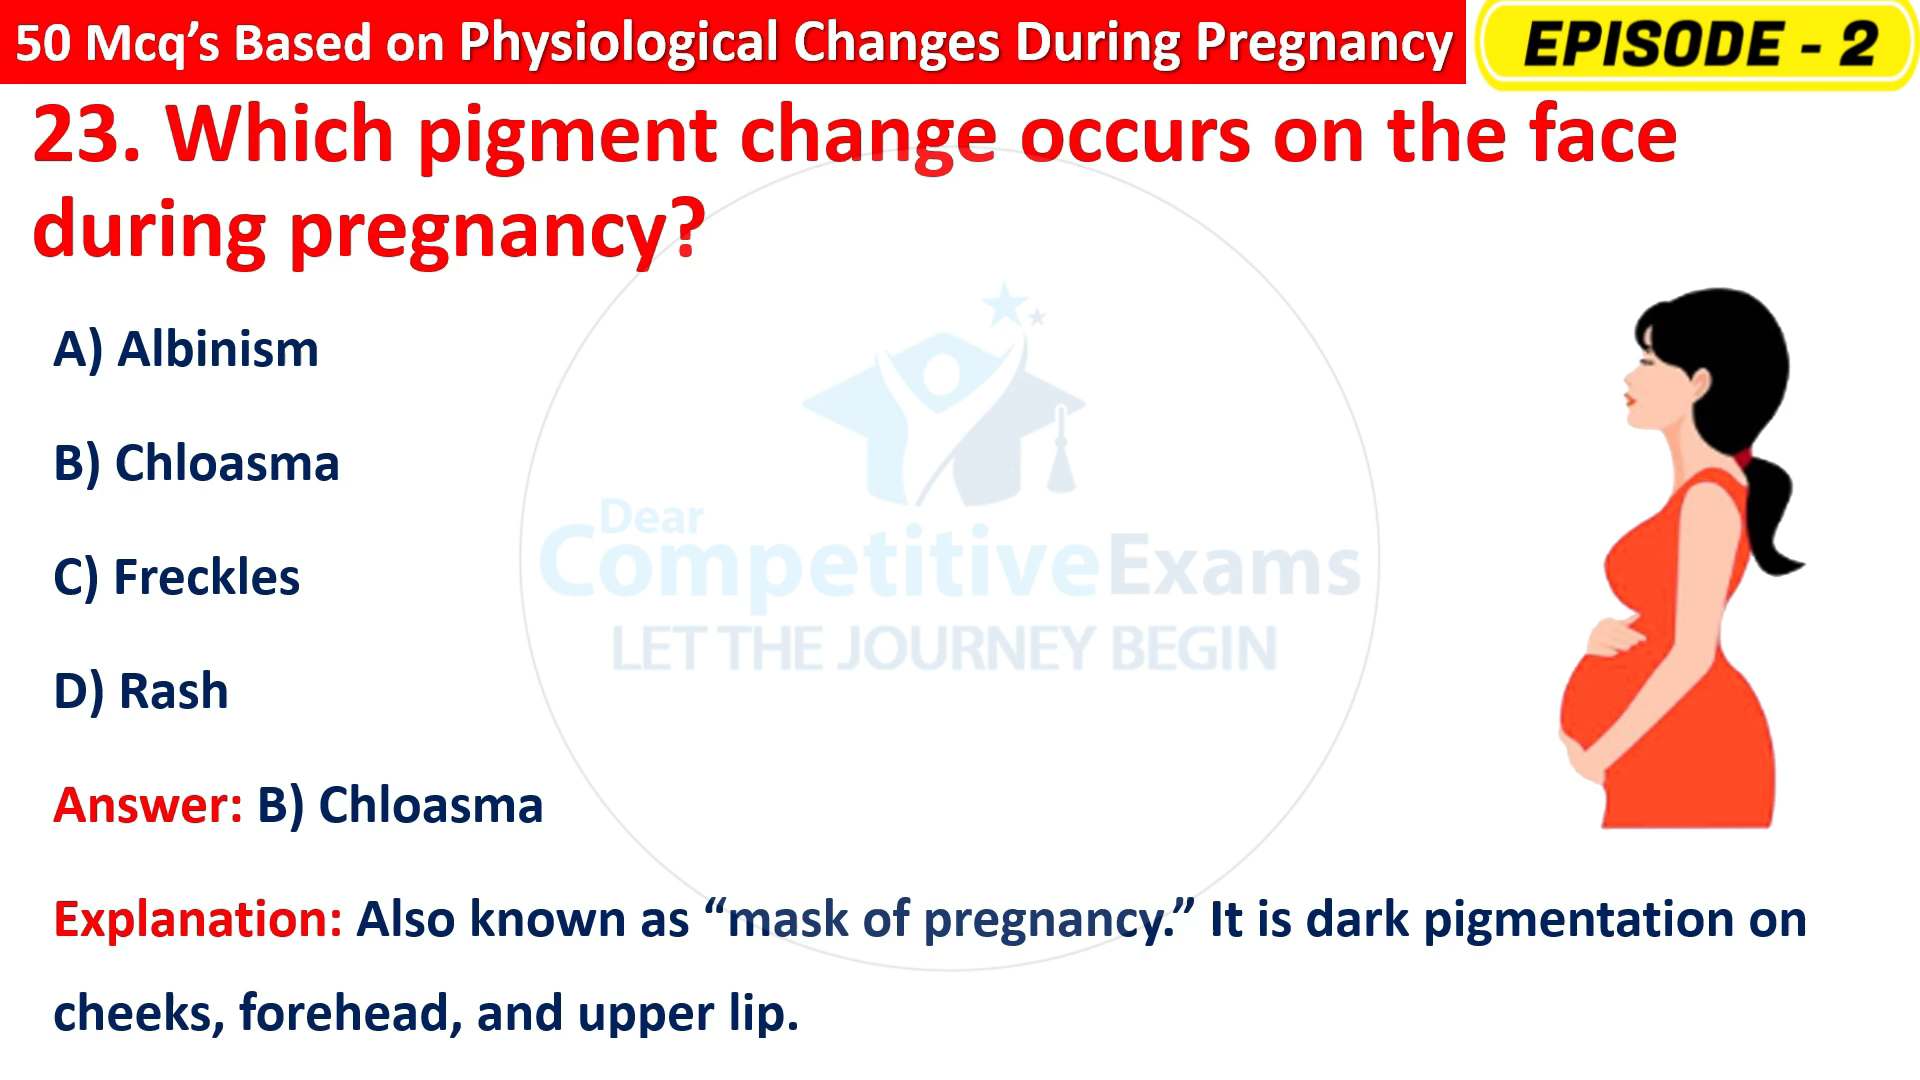 50 Mcq’s Based on Physiological Changes During Pregnancy
EPISODE - 2
23. Which pigment change occurs on the face
during pregnancy?
A) Albinism
B) Chloasma
C) Freckles
D) Rash
Answer: B) Chloasma
Explanation: Also known as “mask of pregnancy.” It is dark pigmentation on
cheeks, forehead, and upper lip.
Dear
CompetitiveExams
LET THE JOURNEY BEGIN